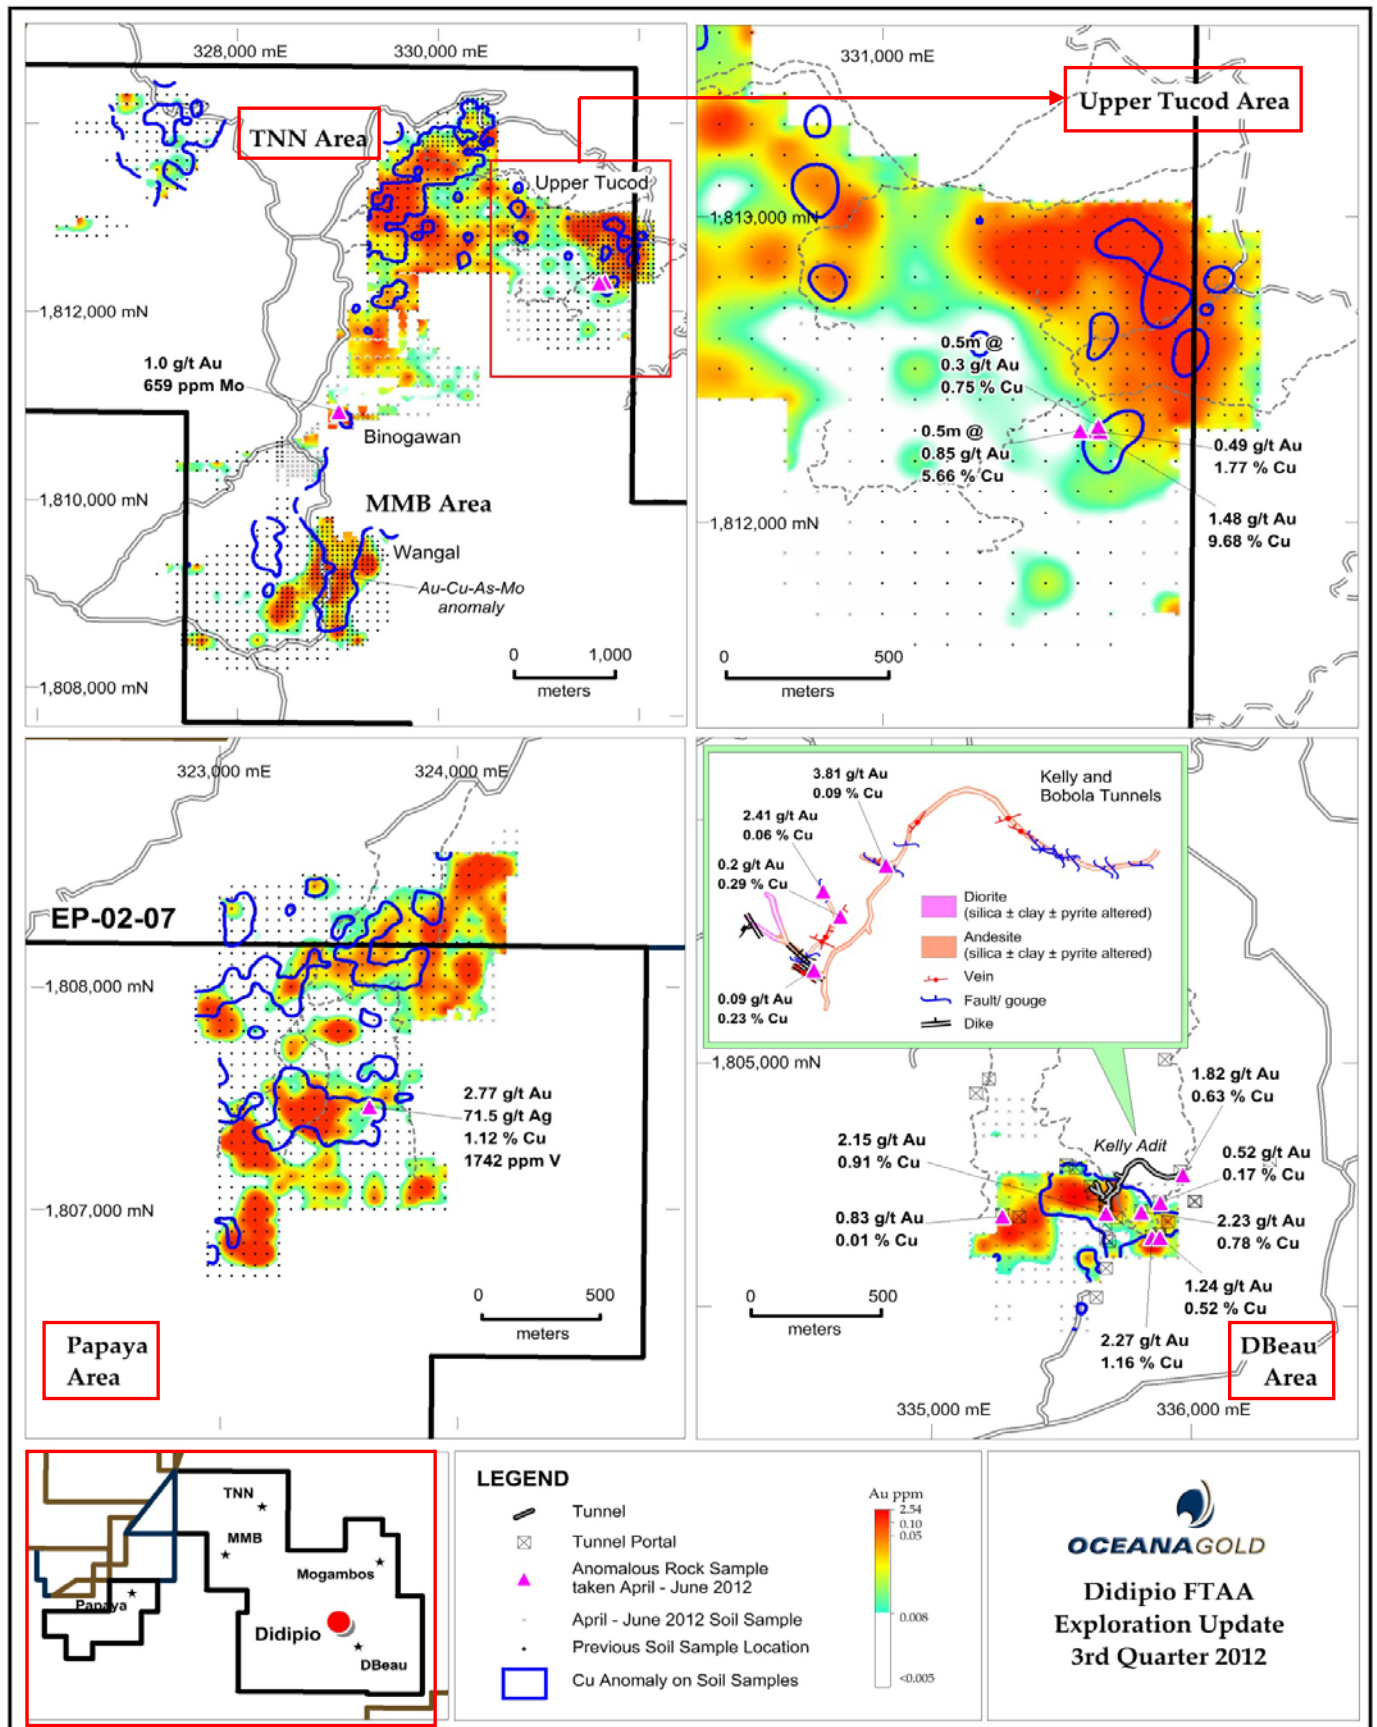 328,000 mE
330,000 mE
TNN Area
Upper Tucod
1,812,000 mN
1.0 g/t Au
659 ppm Mo
Binogawan
1,810,000 mN
MMB Area
Wangal
Au-Cu-As-Mo
anomaly
0
1,000
meters
1,808,000 mN
331,000 mE
Upper Tucod Area
1,813,000 mN
0.5m @
0.3 g/t Au
0.75 % Cu
0.5m @
0.85 g/t Au
5.66 % Cu
0.49 g/t Au
1.77 % Cu
1.48 g/t Au
9.68 % Cu
1,812,000 mN
0
500
meters
323,000 mE
324,000 mE
EP-02-07
1,808,000 mN
2.77 g/t Au
71.5 g/t Ag
1.12 % Cu
1742 ppm V
1,807,000 mN
0
500
meters
Papaya
Area
3.81 g/t Au
0.09 % Cu
Kelly and
Bobola Tunnels
2.41 g/t Au
0.06 % Cu
0.2 g/t Au
0.29 % Cu
Diorite
(silica ± clay ± pyrite altered)
Andesite
(silica ± clay ± pyrite altered)
Vein
Fault/ gouge
Dike
0.09 g/t Au
0.23 % Cu
1,805,000 mN
1.82 g/t Au
0.63 % Cu
2.15 g/t Au
0.91 % Cu
Kelly Adit
0.52 g/t Au
0.17 % Cu
0.83 g/t Au
0.01 % Cu
2.23 g/t Au
0.78 % Cu
1.24 g/t Au
0.52 % Cu
0
500
meters
2.27 g/t Au
1.16 % Cu
DBeau
Area
335,000 mE
336,000 mE
TNN
MMB
Mogambos
Papaya
Didipio
DBeau
LEGEND
Tunnel
Tunnel Portal
Anomalous Rock Sample
taken April - June 2012
April - June 2012 Soil Sample
Previous Soil Sample Location
Cu Anomaly on Soil Samples
Au ppm
2.54
0.10
0.05
0.008
<0.005
OCEANAGOLD
Didipio FTAA
Exploration Update
3rd Quarter 2012